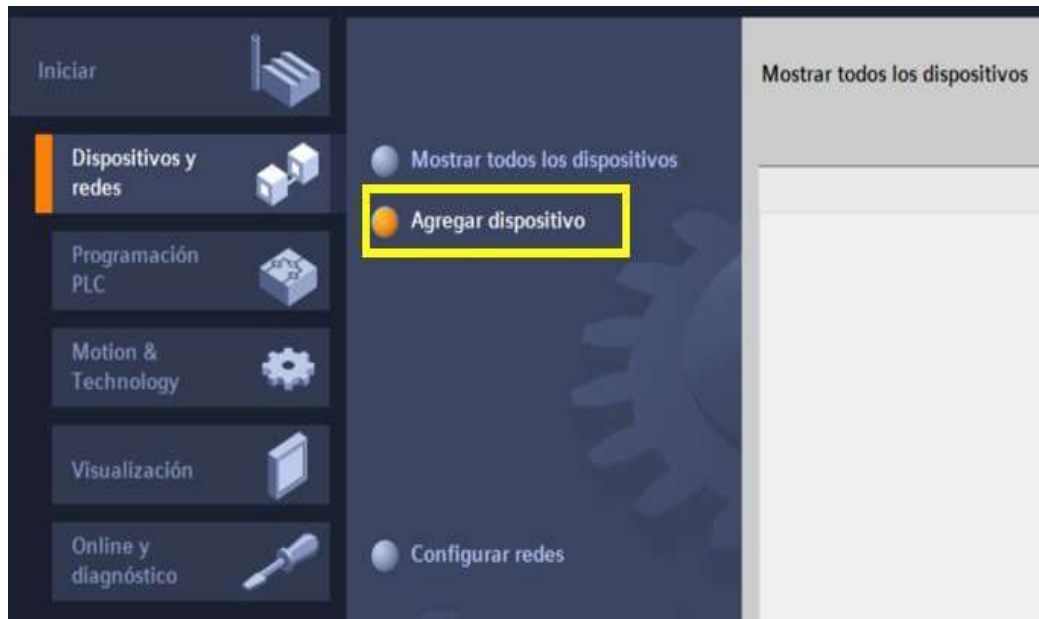 Iniciar
Dispositivos y
redes
Programación
PLC
Motion &
Technology
Visualización
Online y
diagnóstico
Mostrar todos los dispositivos
Agregar dispositivo
Configurar redes
Mostrar todos los dispositivos